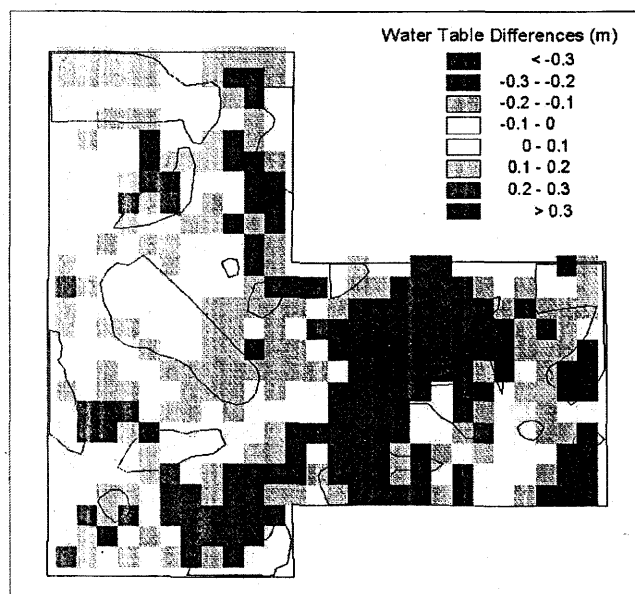 Water Table Differences (m)
< -0.3
-0.3 - -0.2
-0.2 - -0.1
-0.1 - 0
0 - 0.1
0.1 - 0.2
0.2 - 0.3
> 0.3